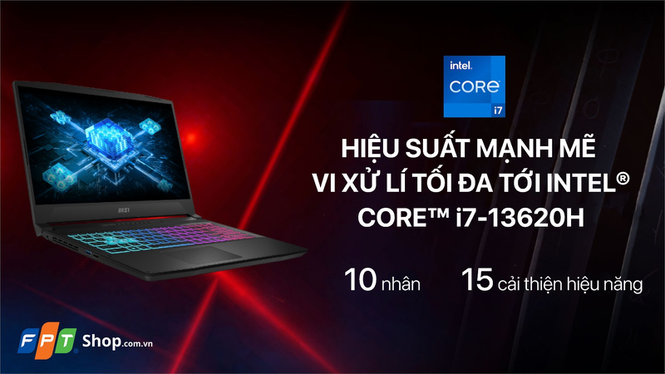 intel.
CORE
i7
HIỆU SUẤT MẠNH MẼ
VI XỬ LÍ TỐI ĐA TỚI INTEL®
CORE™ i7-13620H
10 nhân
15 cải thiện hiệu năng
msi
FPT Shop.com.vn